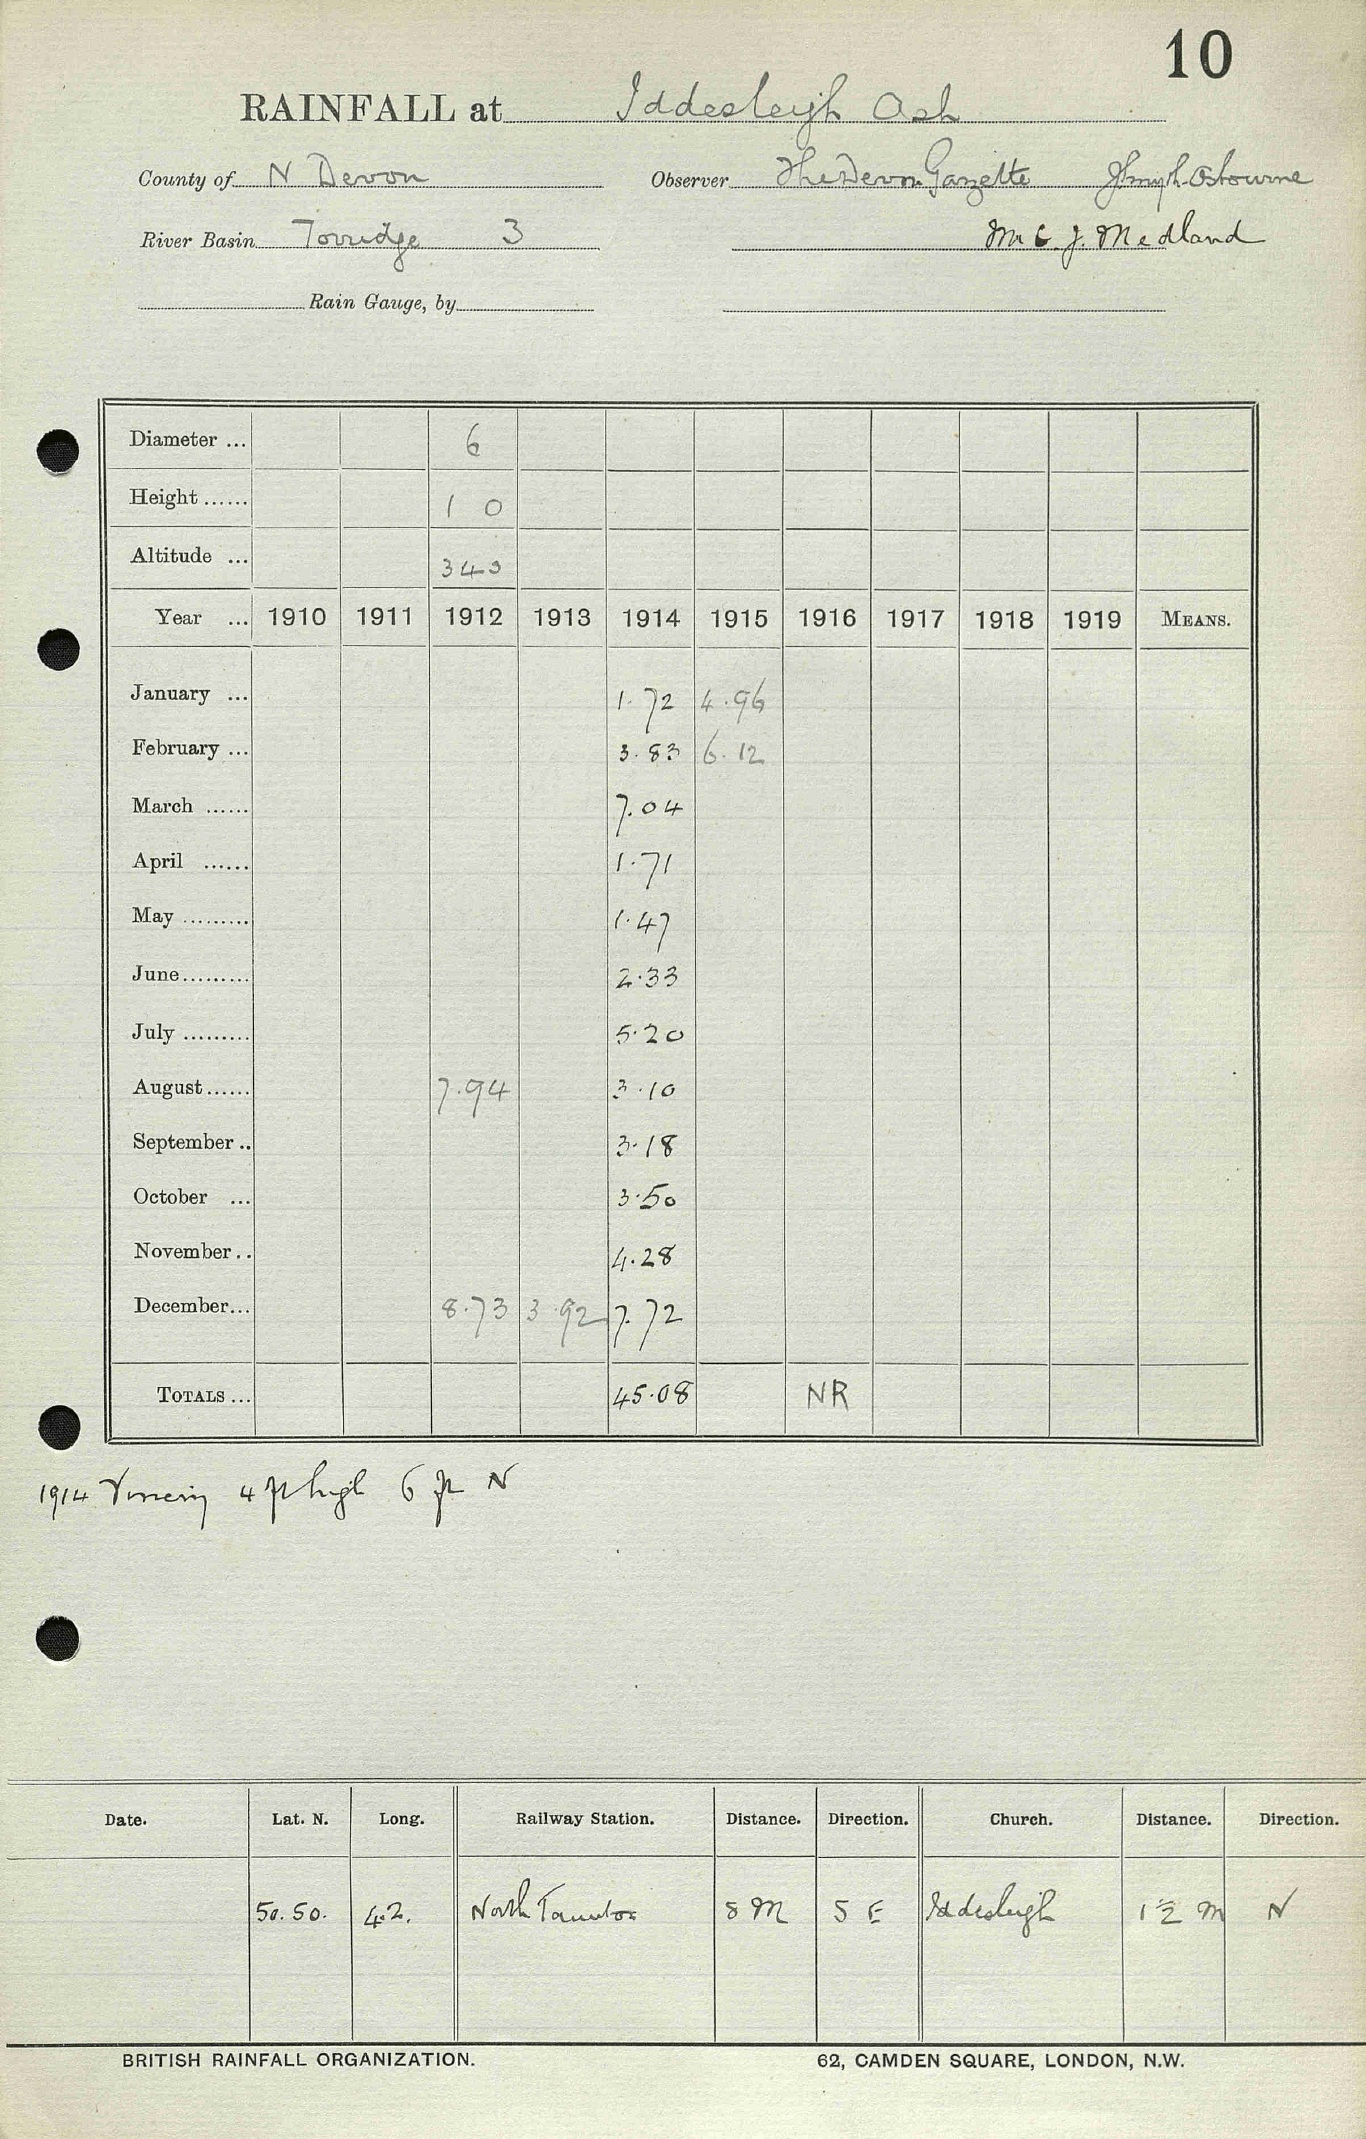 10
RAINFALL at Iddesleigh Ash
County of N Devon Observer The Devon Gazette JSmyth-Osbourne
River Basin Torridge 3 Mr C. J. Medland
Rain Gauge, by
Diameter ... 6
Height ...... 1 0
Altitude ... 343
Year ... 1910 1911 1912 1913 1914 1915 1916 1917 1918 1919 MEANS.
January ... 1.72 4.96
February ... 3.83 6.12
March ...... 7.04
April ...... 1.71
May ......... 1.47
June......... 2.33
July ......... 5.20
August...... 7.94 3.10
September .. 3.18
October ... 3.50
November .. 4.28
December... 8.73 3.92 7.72
TOTALS ... 45.08 NR
1914 Vinery 4 ft high 6 ft N
Date. Lat. N. Long. Railway Station. Distance. Direction. Church. Distance. Direction.
50.50. 4.2. North Tawton 8 M S E Iddesleigh 1½ m N
BRITISH RAINFALL ORGANIZATION. 62, CAMDEN SQUARE, LONDON, N.W.